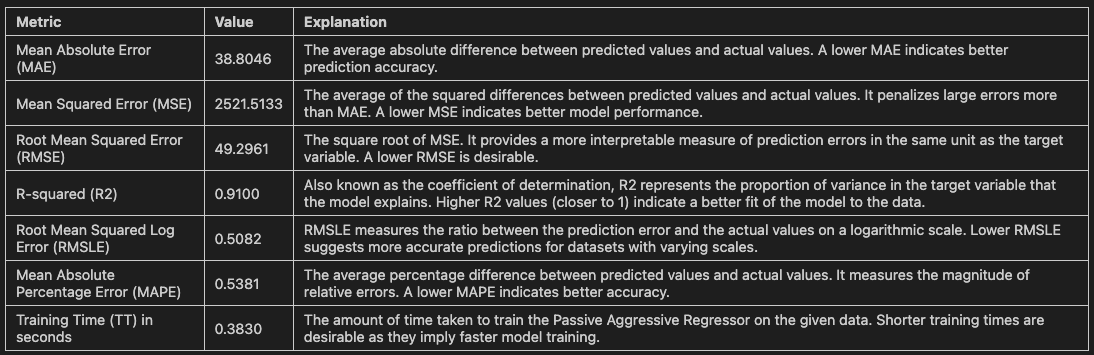 Metric Value Explanation
Mean Absolute Error
(MAE)
38.8046
The average absolute difference between predicted values and actual values. A lower MAE indicates better
prediction accuracy.
Mean Squared Error (MSE)
2521.5133
The average of the squared differences between predicted values and actual values. It penalizes large errors more
than MAE. A lower MSE indicates better model performance.
Root Mean Squared Error
(RMSE)
49.2961
The square root of MSE. It provides a more interpretable measure of prediction errors in the same unit as the target
variable. A lower RMSE is desirable.
R-squared (R2)
0.9100
Also known as the coefficient of determination, R2 represents the proportion of variance in the target variable that
the model explains. Higher R2 values (closer to 1) indicate a better fit of the model to the data.
Root Mean Squared Log
Error (RMSLE)
0.5082
RMSLE measures the ratio between the prediction error and the actual values on a logarithmic scale. Lower RMSLE
suggests more accurate predictions for datasets with varying scales.
Mean Absolute
Percentage Error (MAPE)
0.5381
The average percentage difference between predicted values and actual values. It measures the magnitude of
relative errors. A lower MAPE indicates better accuracy.
Training Time (TT) in
seconds
0.3830
The amount of time taken to train the Passive Aggressive Regressor on the given data. Shorter training times are
desirable as they imply faster model training.